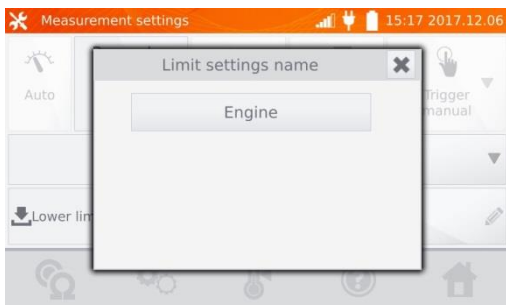 Measurement settings 15:17 2017.12.06
Limit settings name
Auto
Trigger
manual
Engine
Lower lim